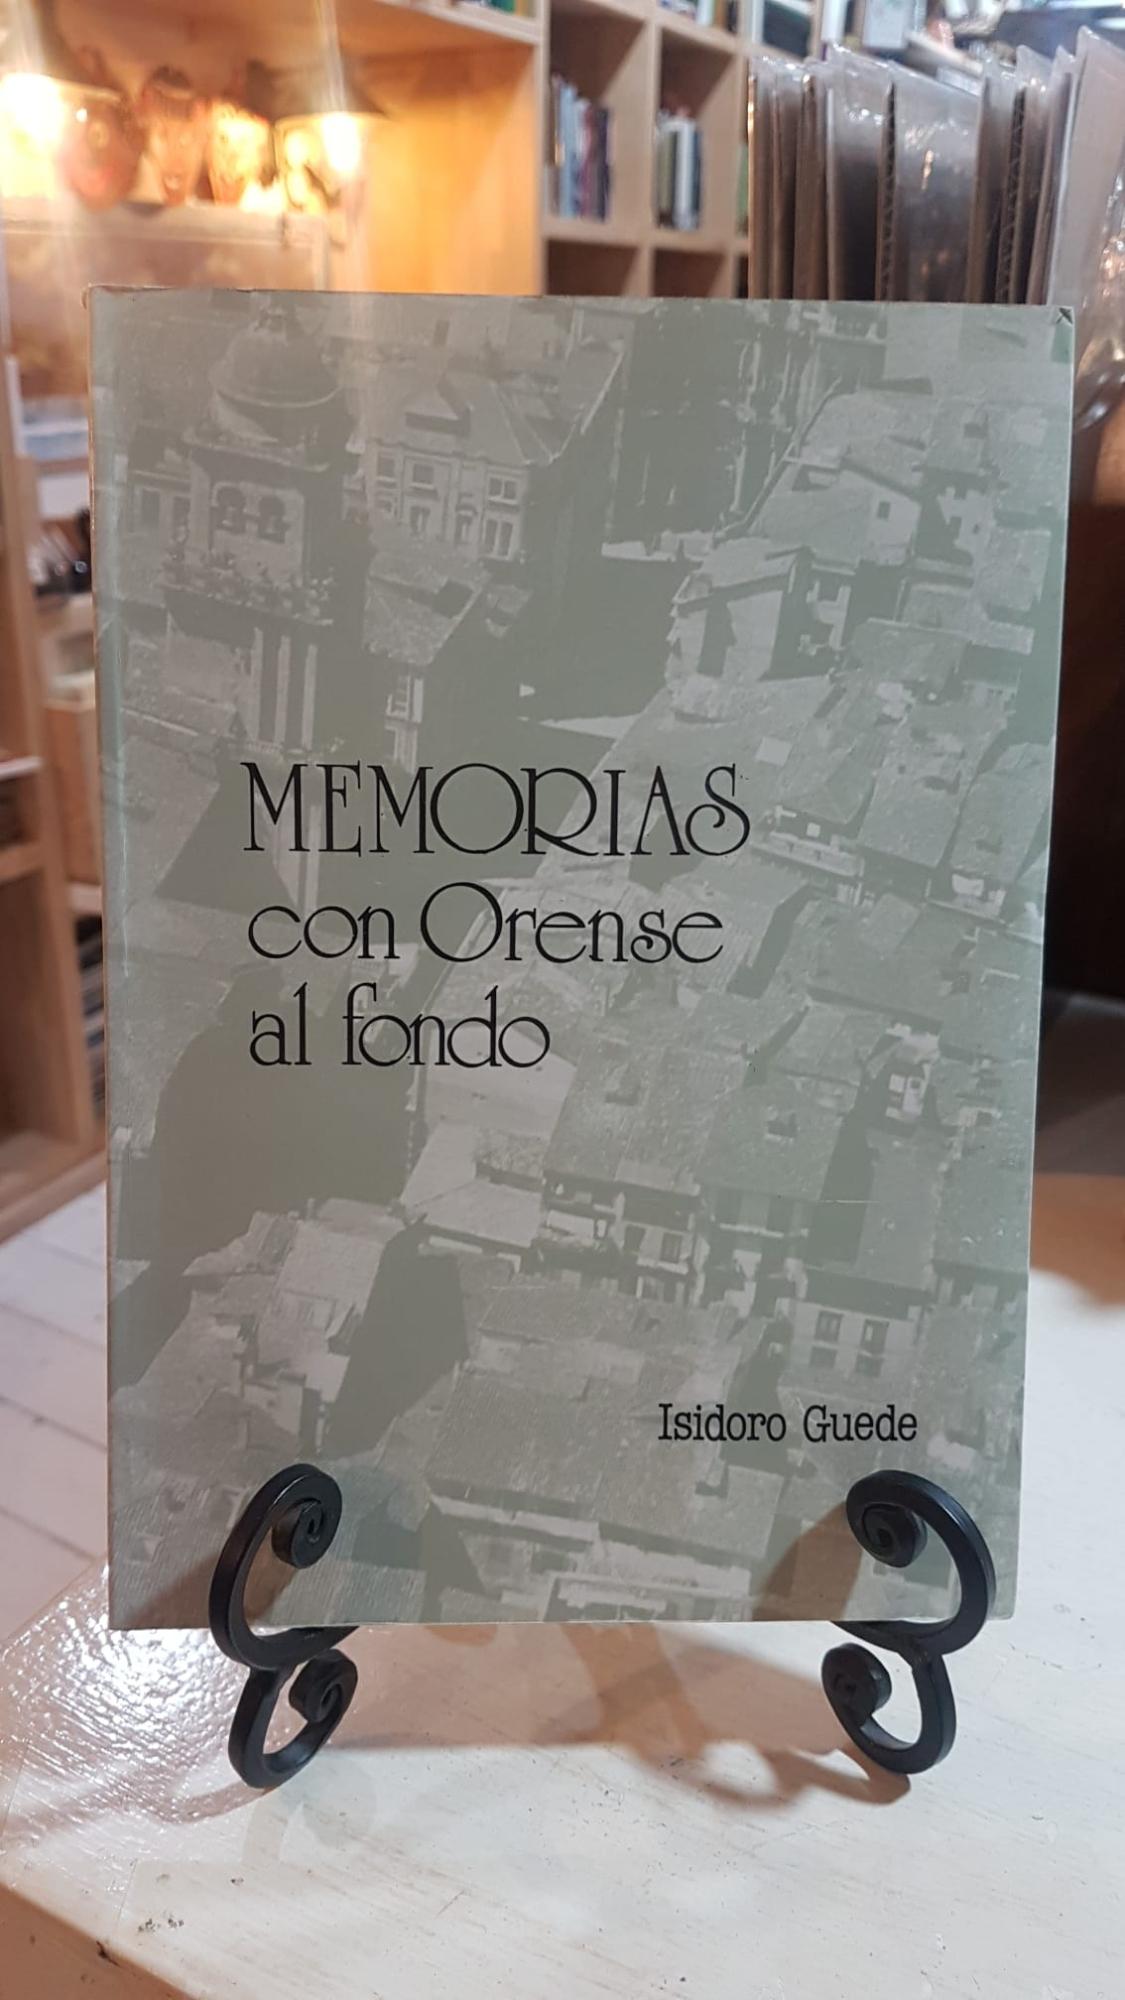 MEMORIAS
con Orense
al fondo
Isidoro Guede